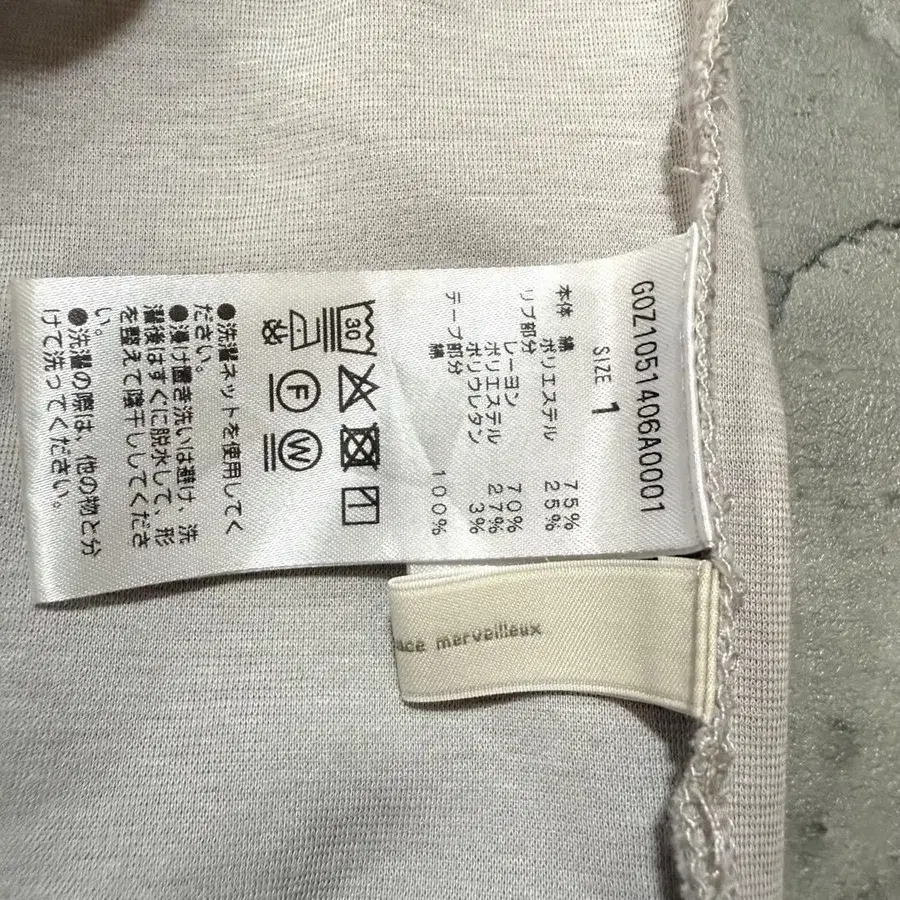 G0Z1051406A0001
SIZE 1
本体 綿 75%
ポリエステル 25%
リブ部分
レーヨン 70%
ポリエステル 27%
ポリウレタン 3%
テープ部分
綿 100%
30
F W
●洗濯ネットを使用してく
ださい。
●漬け置き洗いは避け、洗
濯後はすぐに脱水して、形
を整えて陰干ししてくださ
い。
●洗濯の際は、他の物と分
けて洗ってください。
merveilleux